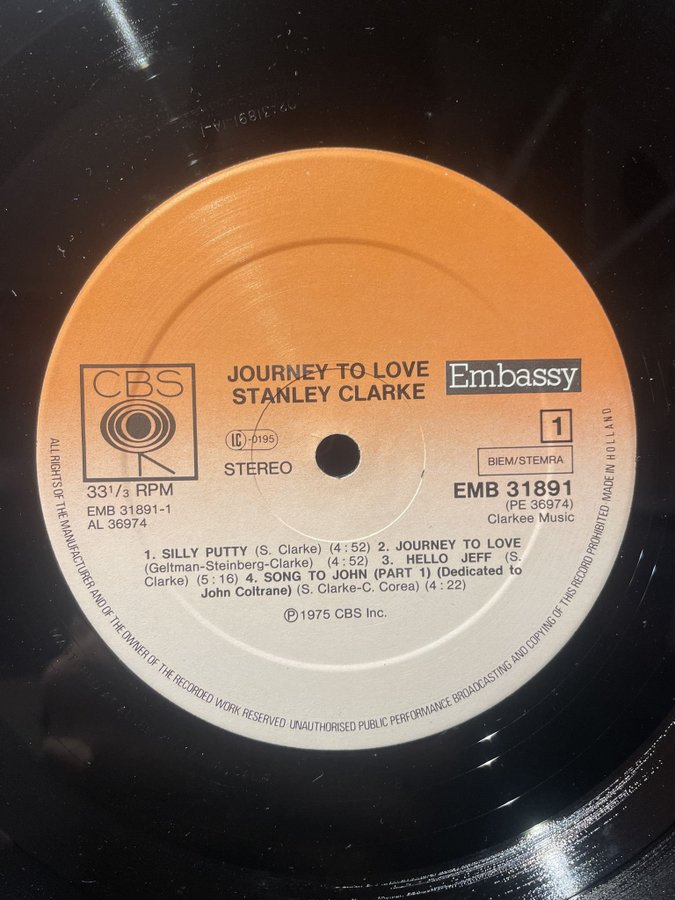 JOURNEY TO LOVE
STANLEY CLARKE
Embassy
CBS
IC -0195
STEREO
1
BIEM/STEMRA
33 1/3 RPM
EMB 31891-1
AL 36974
EMB 31891
(PE 36974)
Clarkee Music
1. SILLY PUTTY (S. Clarke) (4:52) 2. JOURNEY TO LOVE
(Geltman-Steinberg-Clarke) (4:52) 3. HELLO JEFF (S.
Clarke) (5:16) 4. SONG TO JOHN (PART 1) (Dedicated to
John Coltrane) (S. Clarke-C. Corea) (4:22)
Ⓟ1975 CBS Inc.
ALL RIGHTS OF THE MANUFACTURER AND OF THE OWNER OF THE RECORDED WORK RESERVED UNAUTHORISED PUBLIC PERFORMANCE BROADCASTING AND COPYING OF THIS RECORD PROHIBITED MADE IN HOLLAND